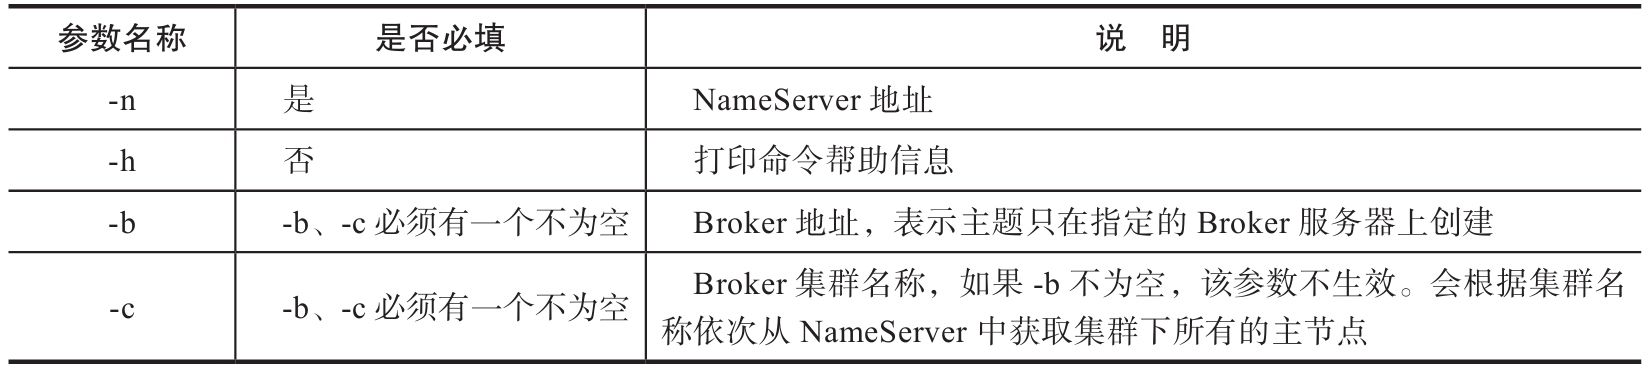 参数名称 是否必填 说 明
-n 是 NameServer 地址
-h 否 打印命令帮助信息
-b -b、-c 必须有一个不为空 Broker 地址，表示主题只在指定的 Broker 服务器上创建
-c -b、-c 必须有一个不为空 Broker 集群名称，如果 -b 不为空，该参数不生效。会根据集群名
称依次从 NameServer 中获取集群下所有的主节点